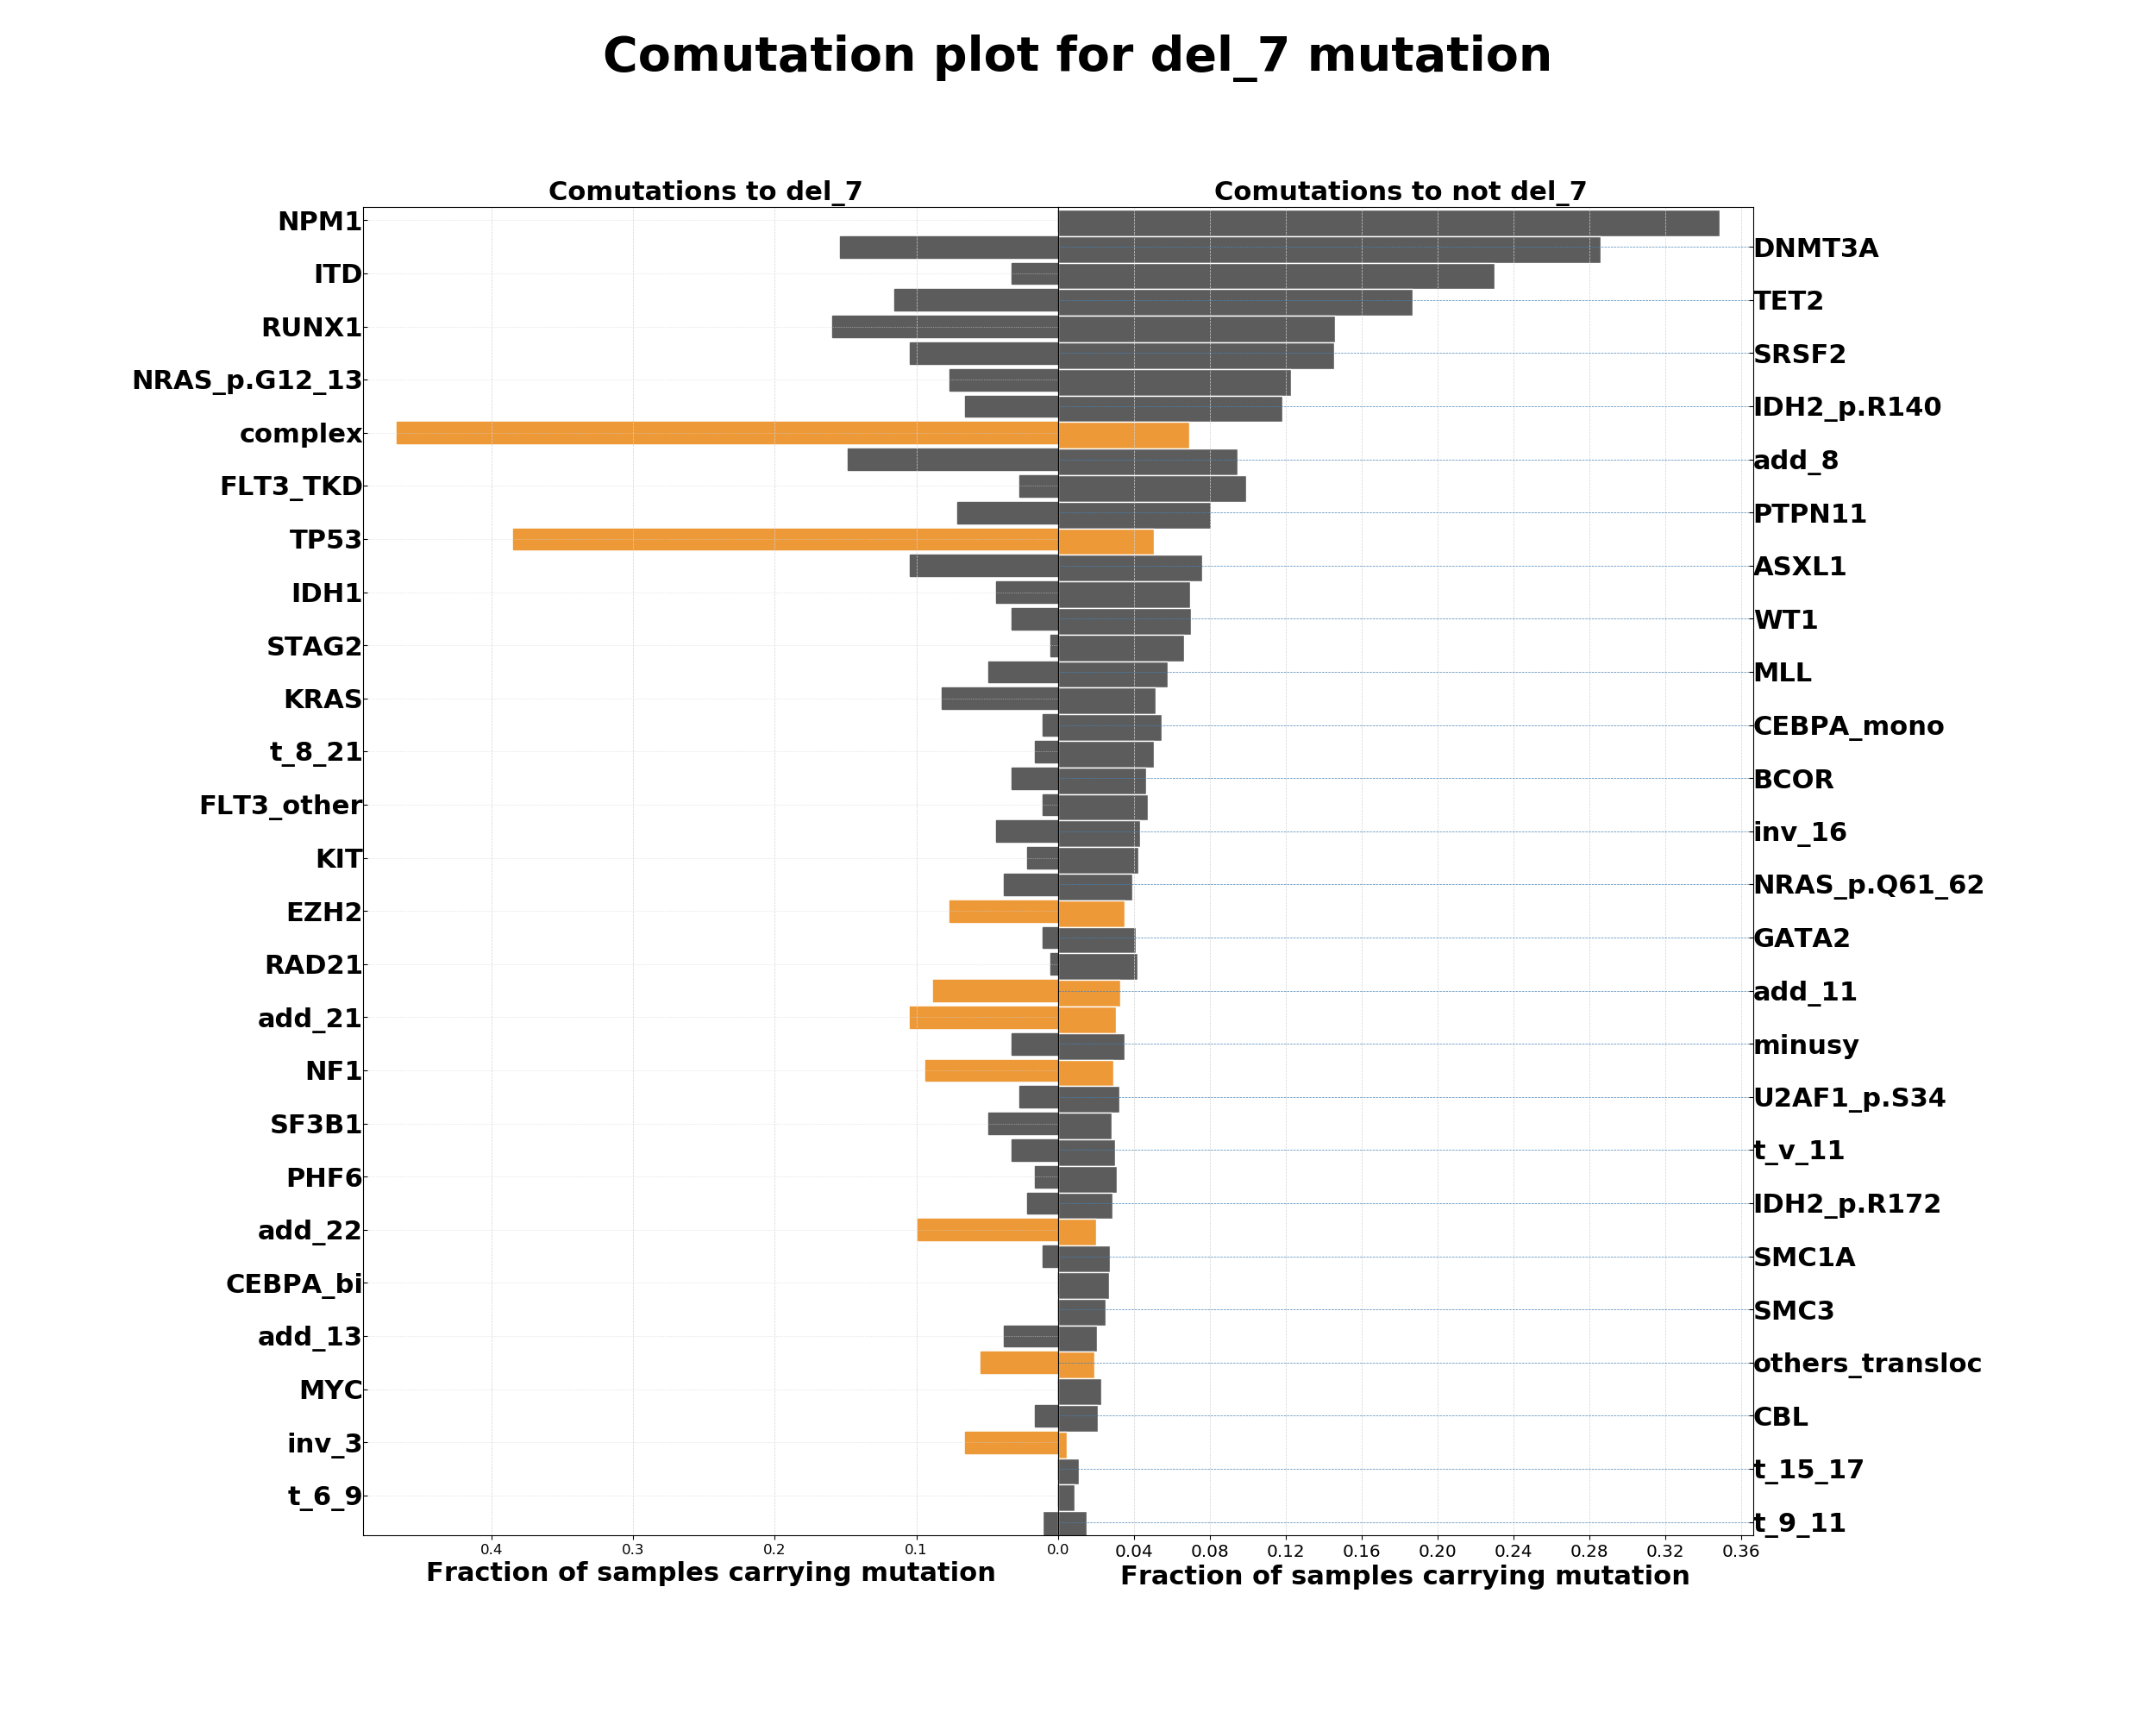 Comutation plot for del_7 mutation
Comutations to del_7
Comutations to not del_7
NPM1
DNMT3A
ITD
TET2
RUNX1
SRSF2
NRAS_p.G12_13
IDH2_p.R140
complex
add_8
FLT3_TKD
PTPN11
TP53
ASXL1
IDH1
WT1
STAG2
MLL
KRAS
CEBPA_mono
t_8_21
BCOR
FLT3_other
inv_16
KIT
NRAS_p.Q61_62
EZH2
GATA2
RAD21
add_11
add_21
minusy
NF1
U2AF1_p.S34
SF3B1
t_v_11
PHF6
IDH2_p.R172
add_22
SMC1A
CEBPA_bi
SMC3
add_13
others_transloc
MYC
CBL
inv_3
t_15_17
t_6_9
t_9_11
0.4 0.3 0.2 0.1 0.0 0.04 0.08 0.12 0.16 0.20 0.24 0.28 0.32 0.36
Fraction of samples carrying mutation
Fraction of samples carrying mutation